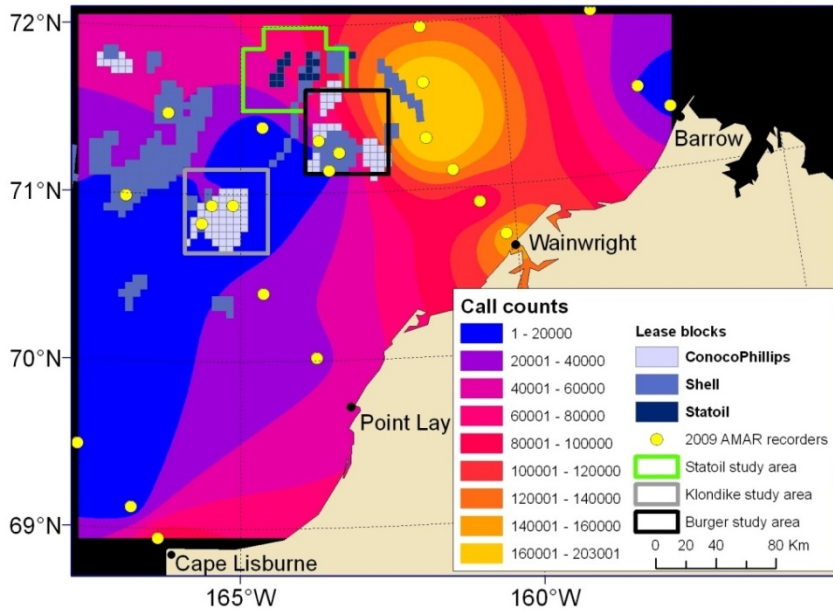 72°N
71°N
70°N
69°N
165°W
160°W
Barrow
Wainwright
Point Lay
Cape Lisburne
Call counts
1 - 20000
20001 - 40000
40001 - 60000
60001 - 80000
80001 - 100000
100001 - 120000
120001 - 140000
140001 - 160000
160001 - 203001
Lease blocks
ConocoPhillips
Shell
Statoil
2009 AMAR recorders
Statoil study area
Klondike study area
Burger study area
0 20 40 80 Km